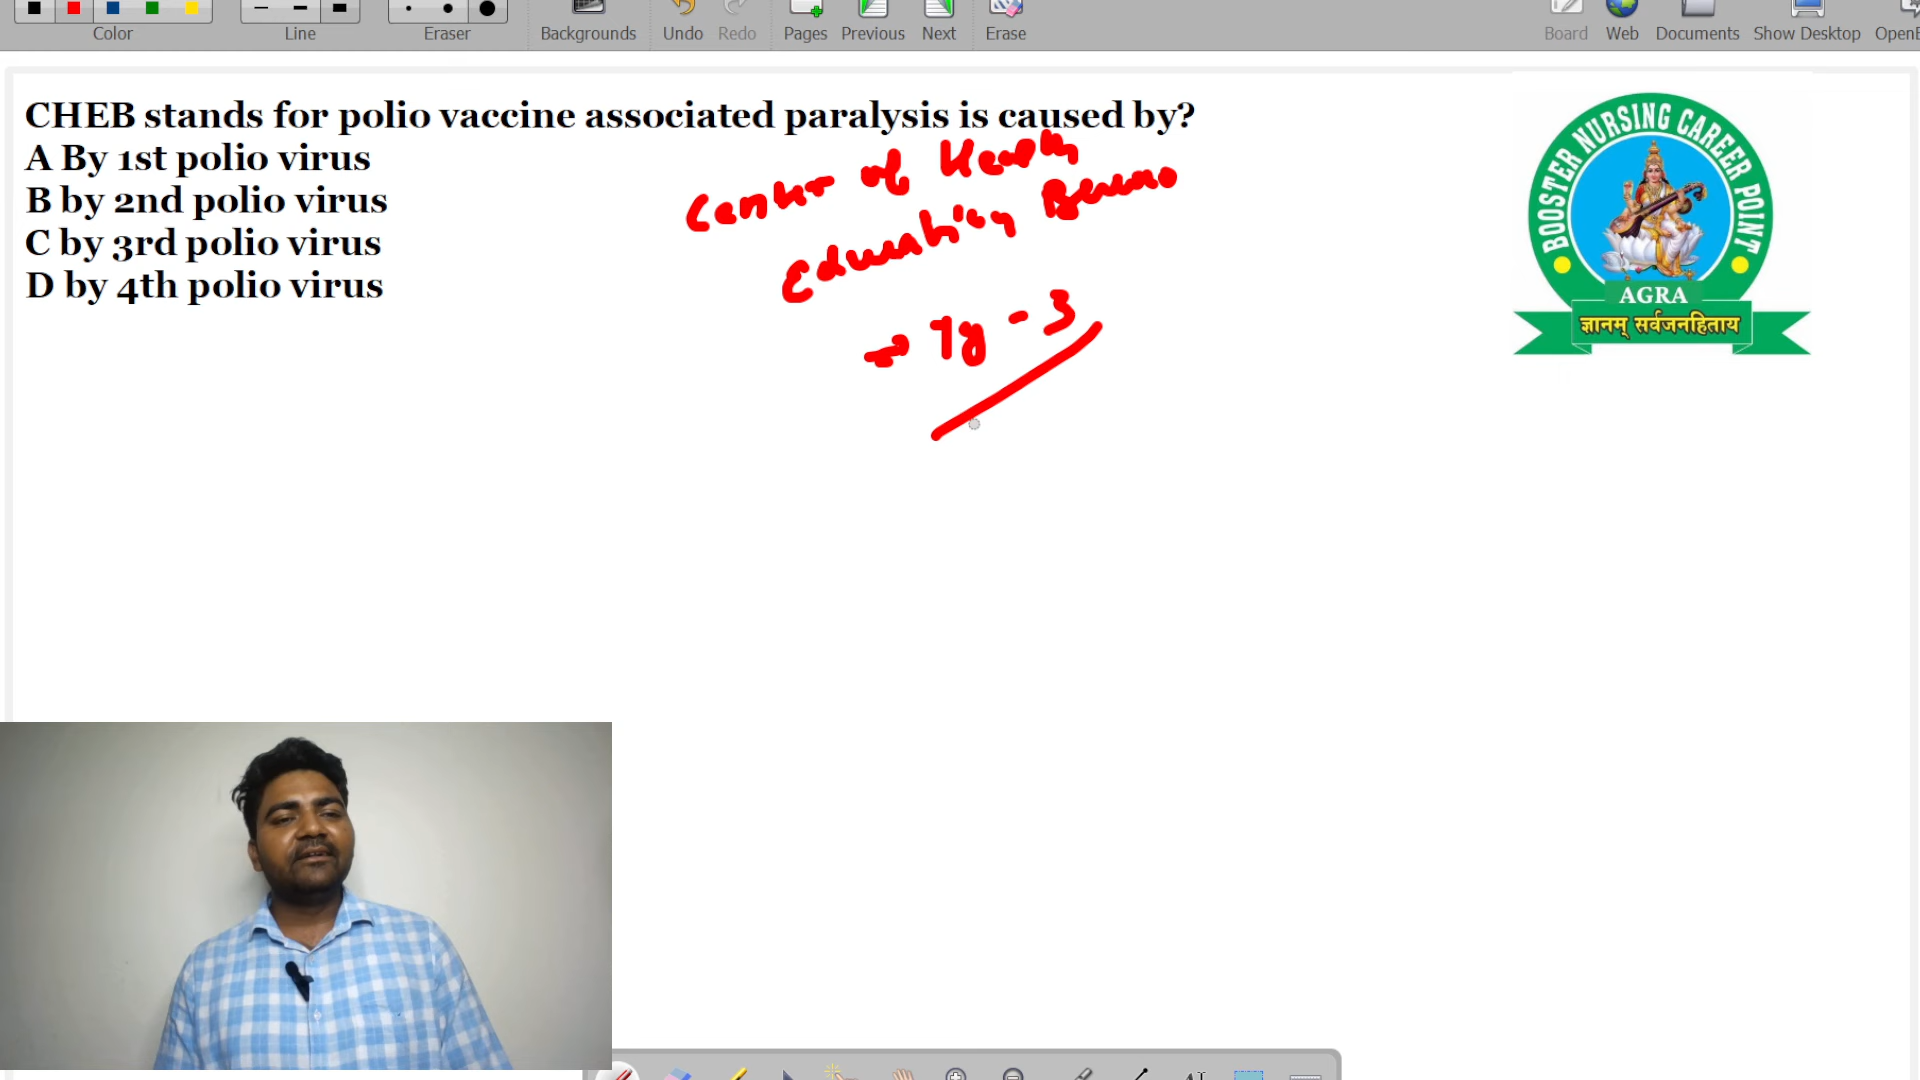 Color
Line
Eraser
Backgrounds
Undo
Redo
Pages
Previous
Next
Erase
Board
Web
Documents
Show Desktop
CHEB stands for polio vaccine associated paralysis is caused by?
A By 1st polio virus
B by 2nd polio virus
C by 3rd polio virus
D by 4th polio virus
Center of Health
Education
- 3
BOOSTER NURSING CAREER POINT
AGRA
ज्ञानम् सर्वजनहिताय